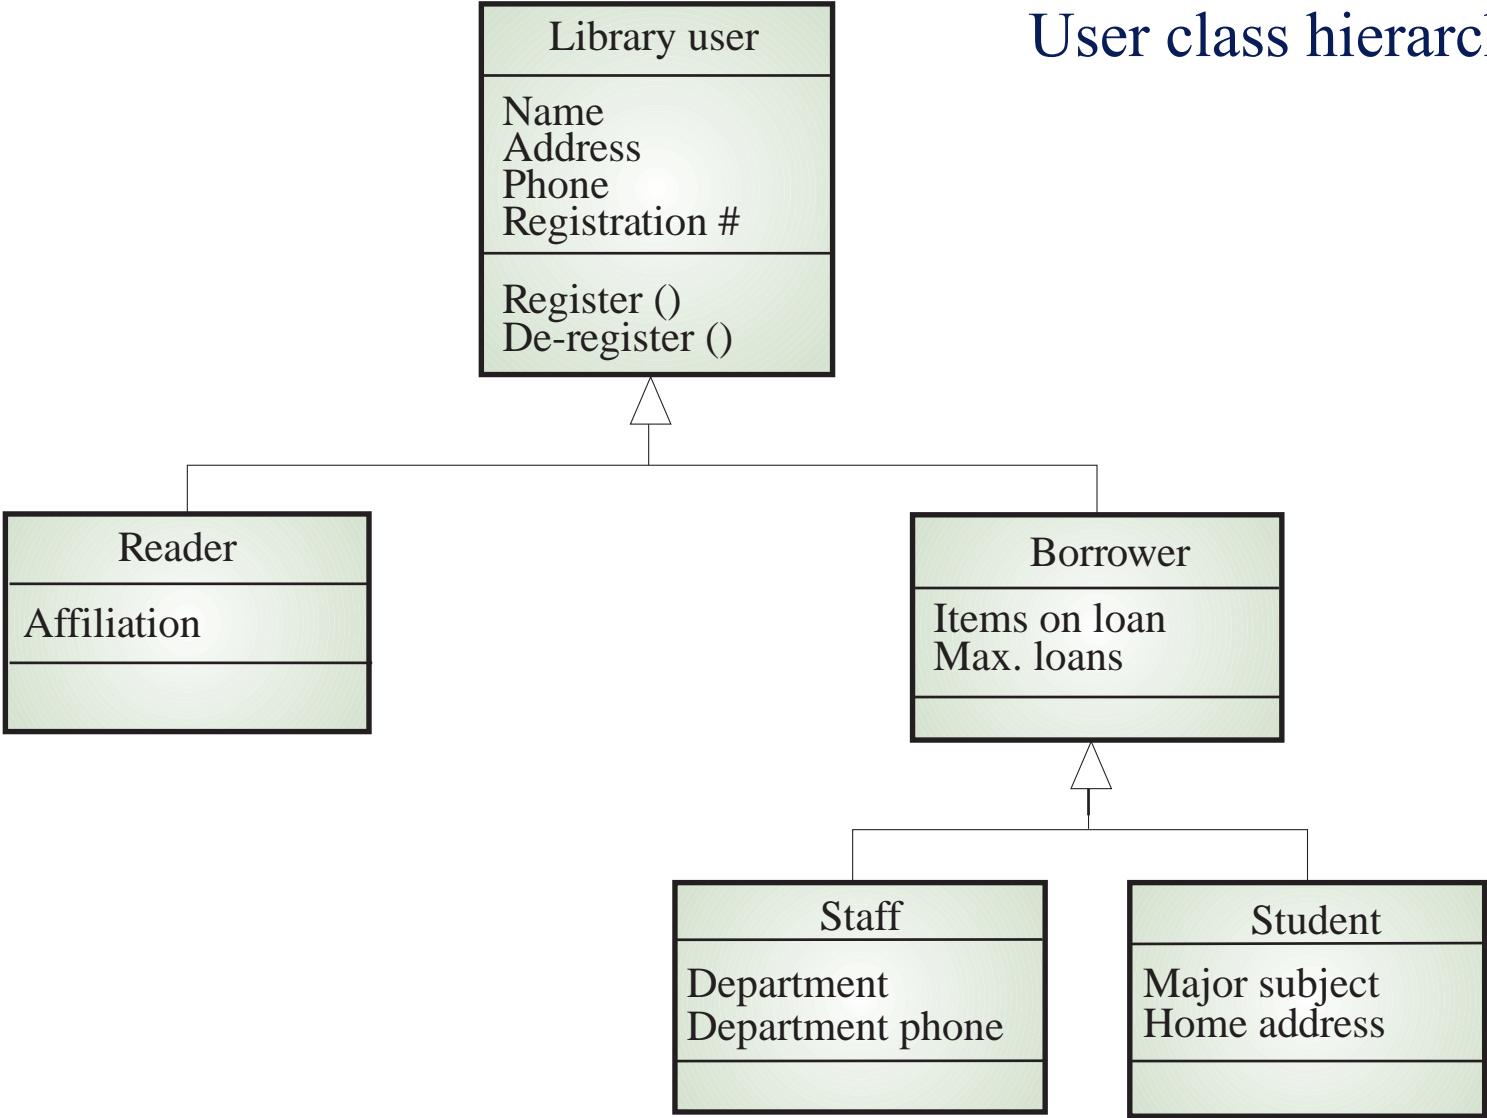 User class hierarc
Library user
Name
Address
Phone
Registration #
Register ()
De-register ()
Reader
Affiliation
Borrower
Items on loan
Max. loans
Staff
Department
Department phone
Student
Major subject
Home address